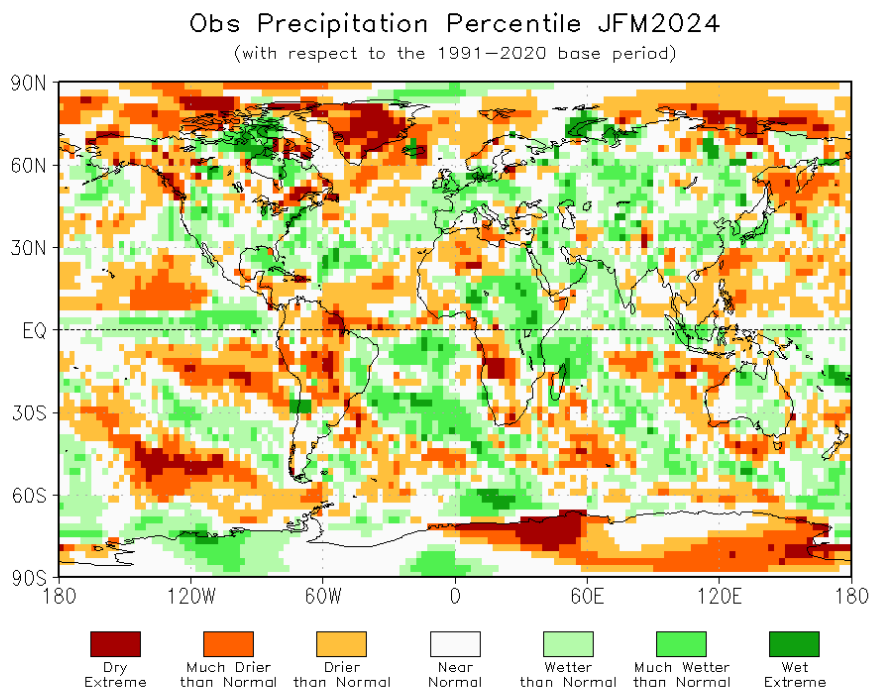 Obs Precipitation Percentile JFM2024
(with respect to the 1991-2020 base period)
90N
60N
30N
EQ
30S
60S
90S
180 120W 60W 0 60E 120E 180
Dry Extreme
Much Drier than Normal
Drier than Normal
Near Normal
Wetter than Normal
Much Wetter than Normal
Wet Extreme